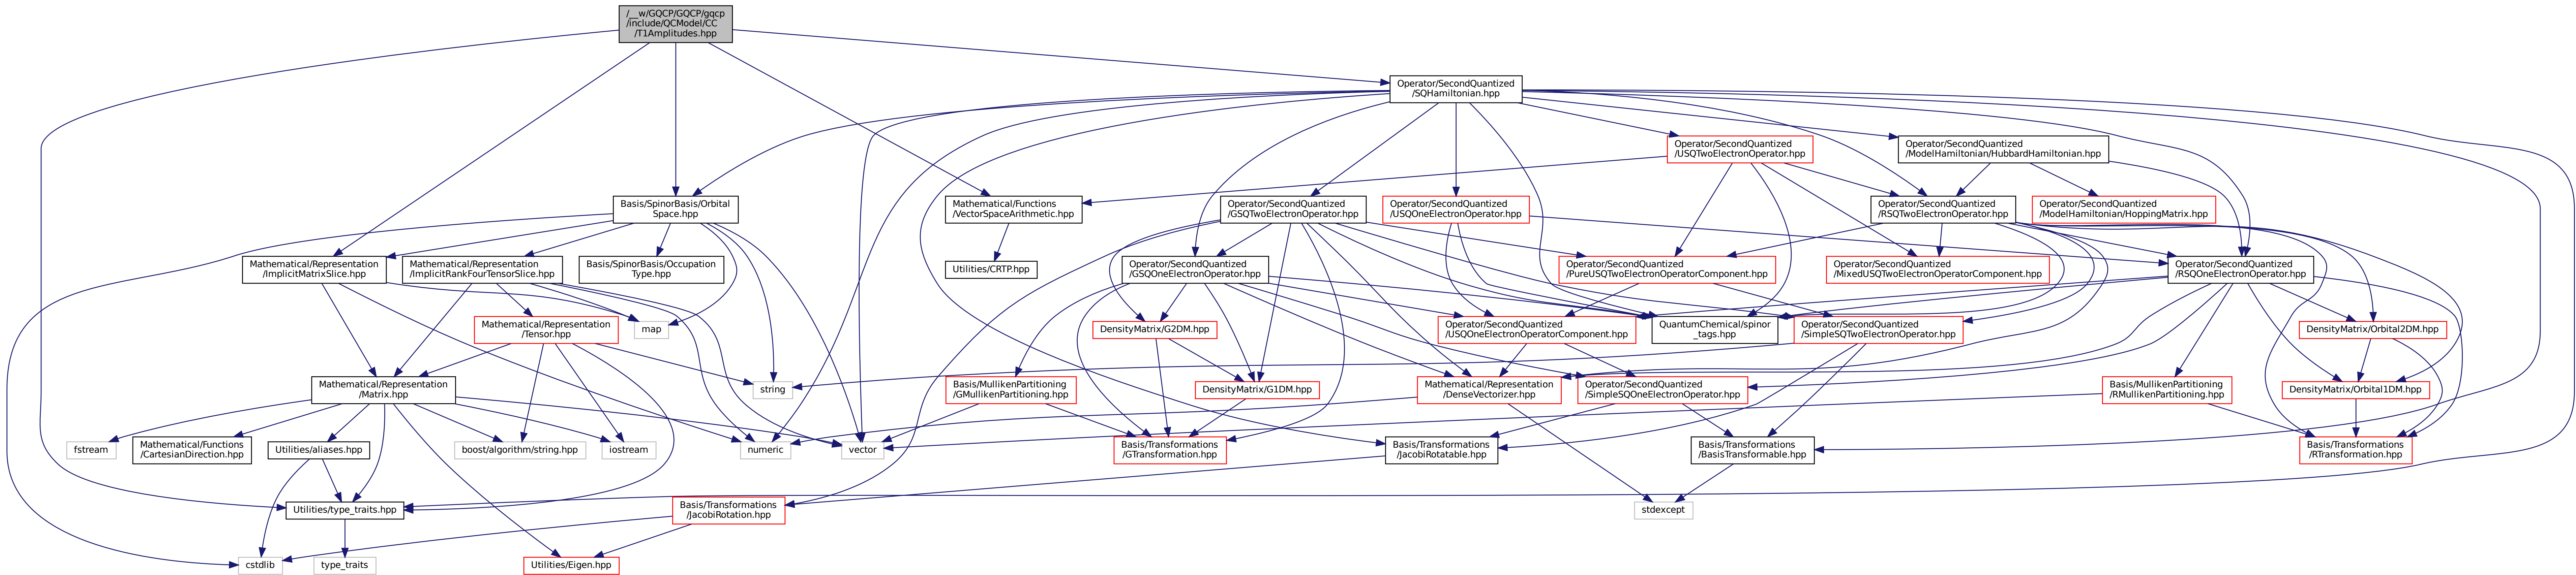 /__w/GQCP/GQCP/gqcp
/include/QCModel/CC
/T1Amplitudes.hpp
Operator/SecondQuantized
/SQHamiltonian.hpp
Operator/SecondQuantized
/USQTwoElectronOperator.hpp
Operator/SecondQuantized
/ModelHamiltonian/HubbardHamiltonian.hpp
Basis/SpinorBasis/Orbital
Space.hpp
Mathematical/Functions
/VectorSpaceArithmetic.hpp
Operator/SecondQuantized
/GSQTwoElectronOperator.hpp
Operator/SecondQuantized
/USQOneElectronOperator.hpp
Operator/SecondQuantized
/RSQTwoElectronOperator.hpp
Operator/SecondQuantized
/ModelHamiltonian/HoppingMatrix.hpp
Mathematical/Representation
/ImplicitMatrixSlice.hpp
Mathematical/Representation
/ImplicitRankFourTensorSlice.hpp
Basis/SpinorBasis/Occupation
Type.hpp
Utilities/CRTP.hpp
Operator/SecondQuantized
/GSQOneElectronOperator.hpp
Operator/SecondQuantized
/PureUSQTwoElectronOperatorComponent.hpp
Operator/SecondQuantized
/MixedUSQTwoElectronOperatorComponent.hpp
Operator/SecondQuantized
/RSQOneElectronOperator.hpp
Mathematical/Representation
/Tensor.hpp
map
DensityMatrix/G2DM.hpp
Operator/SecondQuantized
/USQOneElectronOperatorComponent.hpp
QuantumChemical/spinor
_tags.hpp
Operator/SecondQuantized
/SimpleSQTwoElectronOperator.hpp
DensityMatrix/Orbital2DM.hpp
Mathematical/Representation
/Matrix.hpp
string
Basis/MullikenPartitioning
/GMullikenPartitioning.hpp
DensityMatrix/G1DM.hpp
Mathematical/Representation
/DenseVectorizer.hpp
Operator/SecondQuantized
/SimpleSQOneElectronOperator.hpp
Basis/MullikenPartitioning
/RMullikenPartitioning.hpp
DensityMatrix/Orbital1DM.hpp
fstream
Mathematical/Functions
/CartesianDirection.hpp
Utilities/aliases.hpp
boost/algorithm/string.hpp
iostream
numeric
vector
Basis/Transformations
/GTransformation.hpp
Basis/Transformations
/JacobiRotatable.hpp
Basis/Transformations
/BasisTransformable.hpp
Basis/Transformations
/RTransformation.hpp
Utilities/type_traits.hpp
Basis/Transformations
/JacobiRotation.hpp
stdexcept
cstdlib
type_traits
Utilities/Eigen.hpp